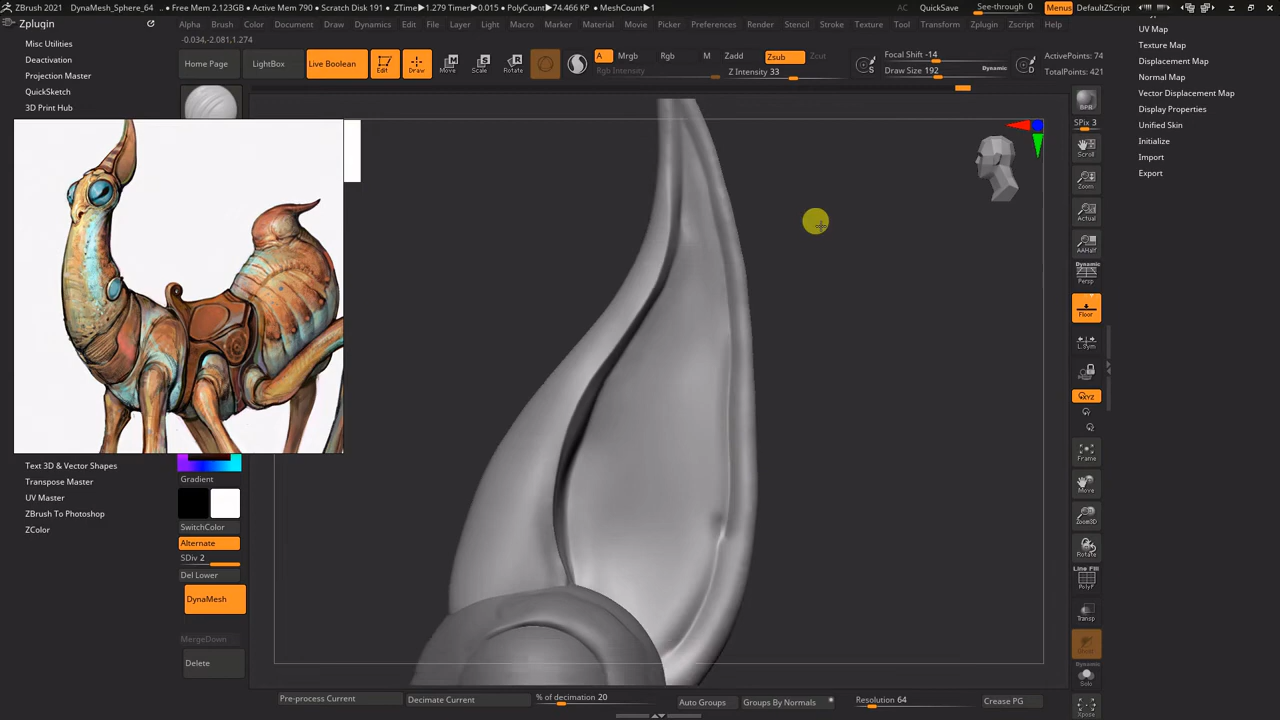 ZBrush 2021 DynaMesh_Sphere_64 .. • Free Mem 2.123GB • Active Mem 790 • Scratch Disk 191 • ZTime▶1.279 Timer▶0.015 • PolyCount▶74.466 KP • MeshCount▶1
AC QuickSave See-through 0 Menus DefaultZScript
Zplugin
Alpha Brush Color Document Draw Dynamics Edit File Layer Light Macro Marker Material Movie Picker Preferences Render Stencil Stroke Texture Tool Transform Zplugin Zscript Help
-0.034,-2.081,1.274
Misc Utilities
Deactivation
Projection Master
QuickSketch
3D Print Hub
Home Page
LightBox
Live Boolean
Edit
Draw
Move
Scale
Rotate
A Mrgb Rgb M Zadd Zsub Zcut
Rgb Intensity Z Intensity 33
S
Focal Shift -14
Draw Size 192 Dynamic
D
ActivePoints: 74
TotalPoints: 421
UV Map
Texture Map
Displacement Map
Normal Map
Vector Displacement Map
Display Properties
Unified Skin
Initialize
Import
Export
BPR
SPix 3
Scroll
Zoom
Actual
AAHalf
Dynamic
Persp
Floor
L.Sym
XYZ
Frame
Move
Zoom3D
Rotate
Line Fill
PolyF
Transp
Dynamic
Solo
Xpose
Text 3D & Vector Shapes
Transpose Master
UV Master
ZBrush To Photoshop
ZColor
Gradient
SwitchColor
Alternate
SDiv 2
Del Lower
DynaMesh
MergeDown
Delete
Pre-process Current
Decimate Current
% of decimation 20
Auto Groups
Groups By Normals
Resolution 64
Crease PG